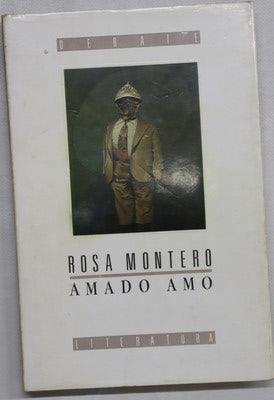 DEBATE
ROSA MONTERO
AMADO AMO
LITERATURA